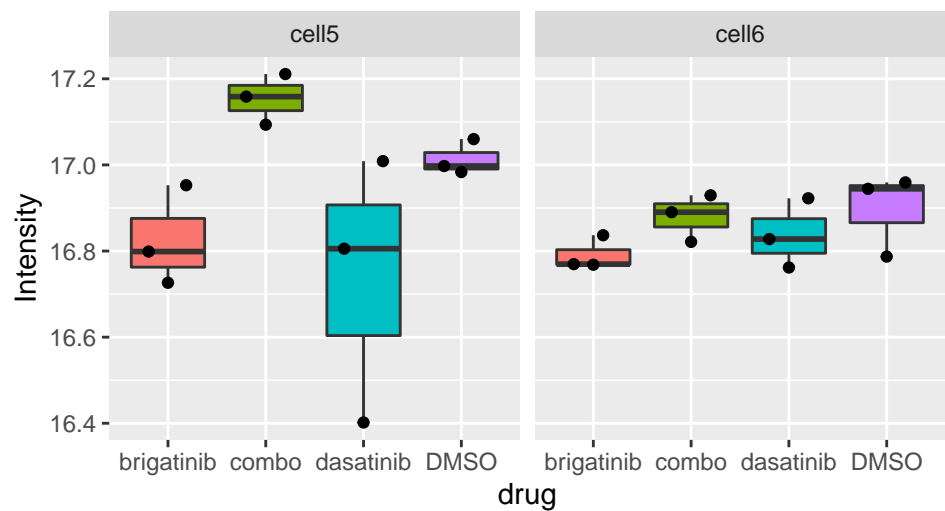 cell5
cell6
17.2
17.0
16.8
16.6
16.4
Intensity
brigatinib combo dasatinib DMSO
brigatinib combo dasatinib DMSO
drug